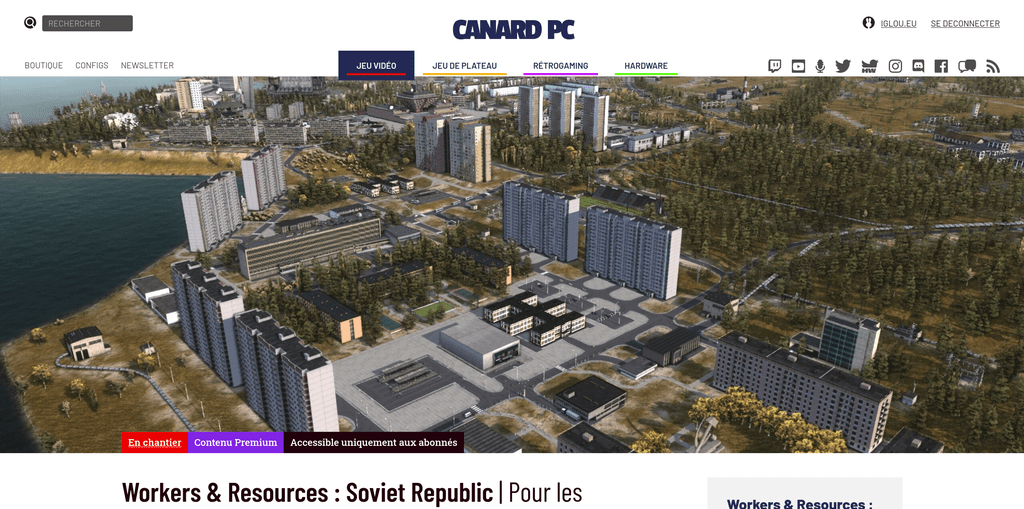 RECHERCHER
CANARD PC
IGLOU.EU
SE DECONNECTER
BOUTIQUE
CONFIGS
NEWSLETTER
JEU VIDÉO
JEU DE PLATEAU
RÉTROGAMING
HARDWARE
HW
En chantier
Contenu Premium
Accessible uniquement aux abonnés
Workers & Resources : Soviet Republic | Pour les
Workers & Resources :